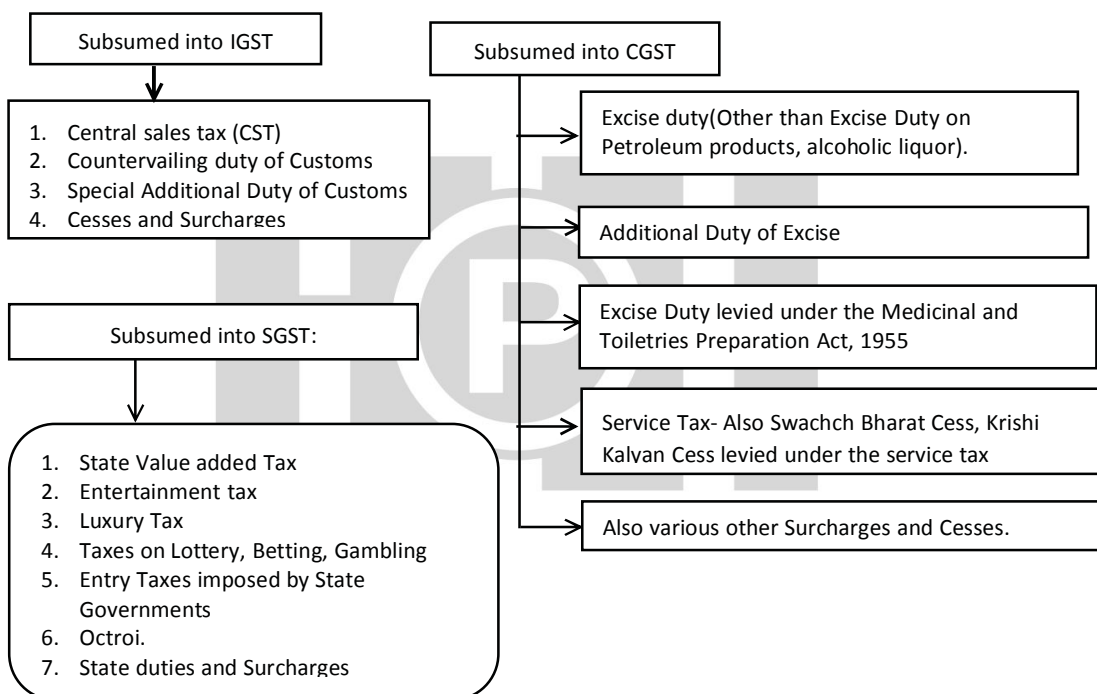 Subsumed into IGST
1. Central sales tax (CST)
2. Countervailing duty of Customs
3. Special Additional Duty of Customs
4. Cesses and Surcharges
Subsumed into SGST:
1. State Value added Tax
2. Entertainment tax
3. Luxury Tax
4. Taxes on Lottery, Betting, Gambling
5. Entry Taxes imposed by State
Governments
6. Octroi.
7. State duties and Surcharges
Subsumed into CGST
Excise duty(Other than Excise Duty on
Petroleum products, alcoholic liquor).
Additional Duty of Excise
Excise Duty levied under the Medicinal and
Toiletries Preparation Act, 1955
Service Tax- Also Swachch Bharat Cess, Krishi
Kalyan Cess levied under the service tax
Also various other Surcharges and Cesses.
P